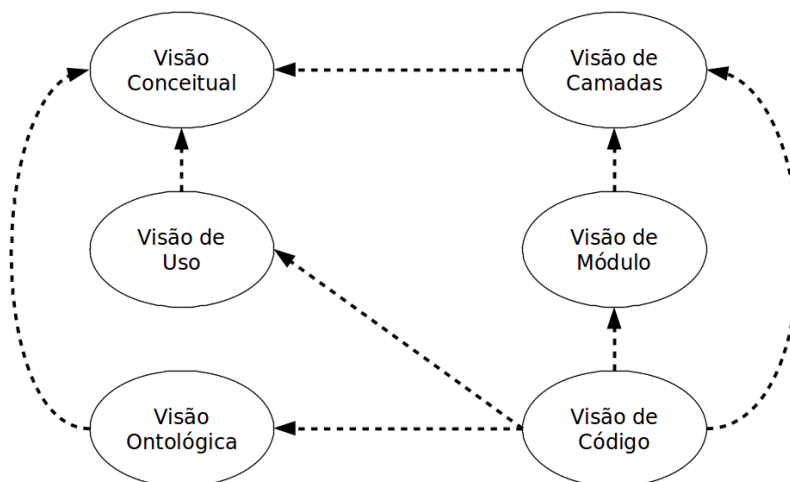 Visão
Conceitual
Visão de
Camadas
Visão de
Uso
Visão de
Módulo
Visão
Ontológica
Visão de
Código